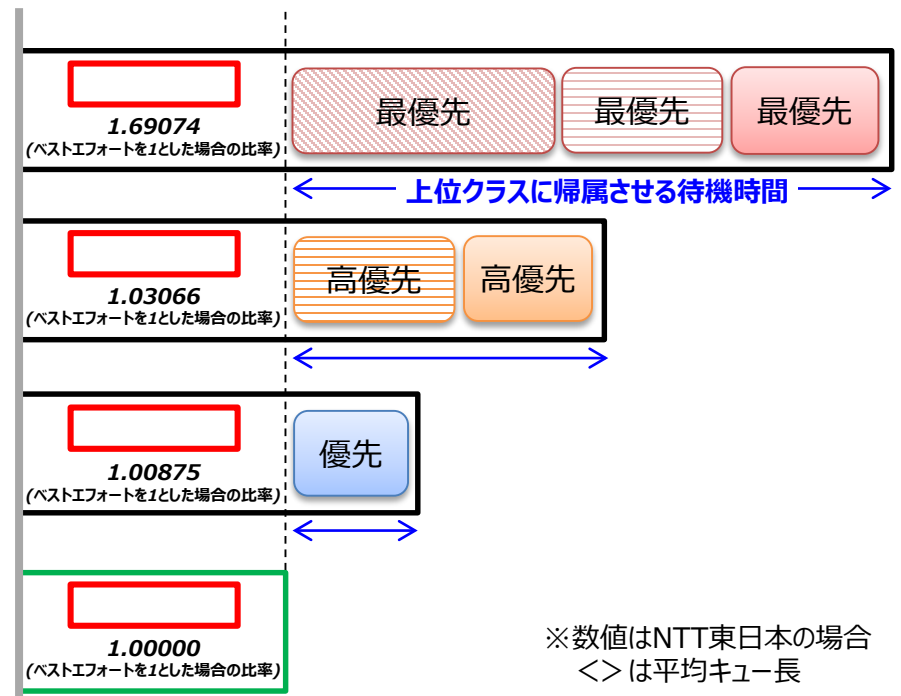 1.69074
(ベストエフォートを1とした場合の比率)
最優先
最優先
最優先
上位クラスに帰属させる待機時間
1.03066
(ベストエフォートを1とした場合の比率)
高優先
高優先
1.00875
(ベストエフォートを1とした場合の比率)
優先
1.00000
(ベストエフォートを1とした場合の比率)
※数値はNTT東日本の場合
<> は平均キュー長